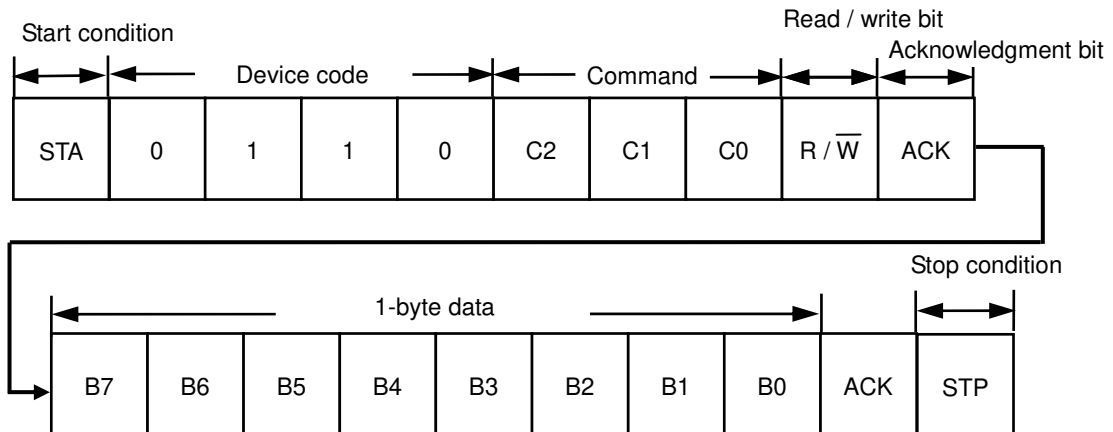 Read / write bit
Start condition
Acknowledgment bit
Device code
Command
STA 0 1 1 0 C2 C1 C0 R / W̅ ACK
Stop condition
1-byte data
B7 B6 B5 B4 B3 B2 B1 B0 ACK STP